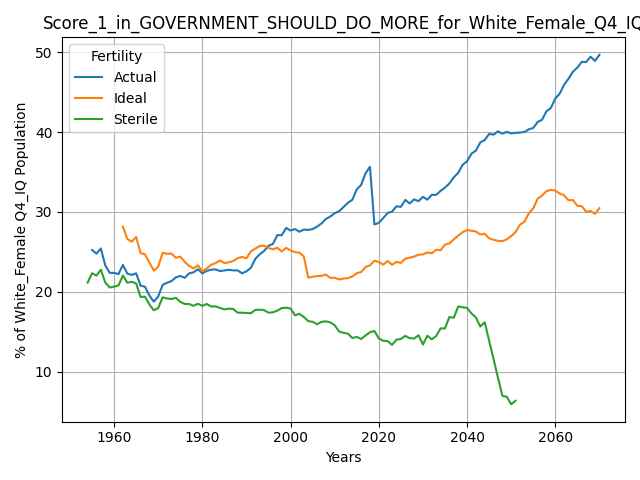 Score_1_in_GOVERNMENT_SHOULD_DO_MORE_for_White_Female_Q4_IQ
Fertility
Actual
Ideal
Sterile
% of White_Female Q4_IQ Population
50
40
30
20
10
1960 1980 2000 2020 2040 2060
Years